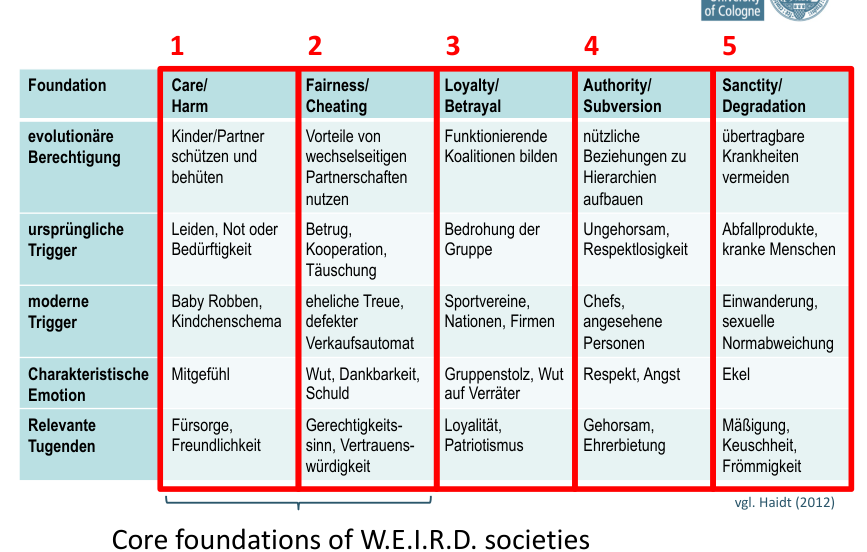 University
of Cologne
1 2 3 4 5
Foundation
Care/
Harm
Fairness/
Cheating
Loyalty/
Betrayal
Authority/
Subversion
Sanctity/
Degradation
evolutionäre
Berechtigung
Kinder/Partner
schützen und
behüten
Vorteile von
wechselseitigen
Partnerschaften
nutzen
Funktionierende
Koalitionen bilden
nützliche
Beziehungen zu
Hierarchien
aufbauen
übertragbare
Krankheiten
vermeiden
ursprüngliche
Trigger
Leiden, Not oder
Bedürftigkeit
Betrug,
Kooperation,
Täuschung
Bedrohung der
Gruppe
Ungehorsam,
Respektlosigkeit
Abfallprodukte,
kranke Menschen
moderne
Trigger
Baby Robben,
Kindchenschema
eheliche Treue,
defekter
Verkaufsautomat
Sportvereine,
Nationen, Firmen
Chefs,
angesehene
Personen
Einwanderung,
sexuelle
Normabweichung
Charakteristische
Emotion
Mitgefühl
Wut, Dankbarkeit,
Schuld
Gruppenstolz, Wut
auf Verräter
Respekt, Angst
Ekel
Relevante
Tugenden
Fürsorge,
Freundlichkeit
Gerechtigkeits-
sinn, Vertrauens-
würdigkeit
Loyalität,
Patriotismus
Gehorsam,
Ehrerbietung
Mäßigung,
Keuschheit,
Frömmigkeit
vgl. Haidt (2012)
Core foundations of W.E.I.R.D. societies